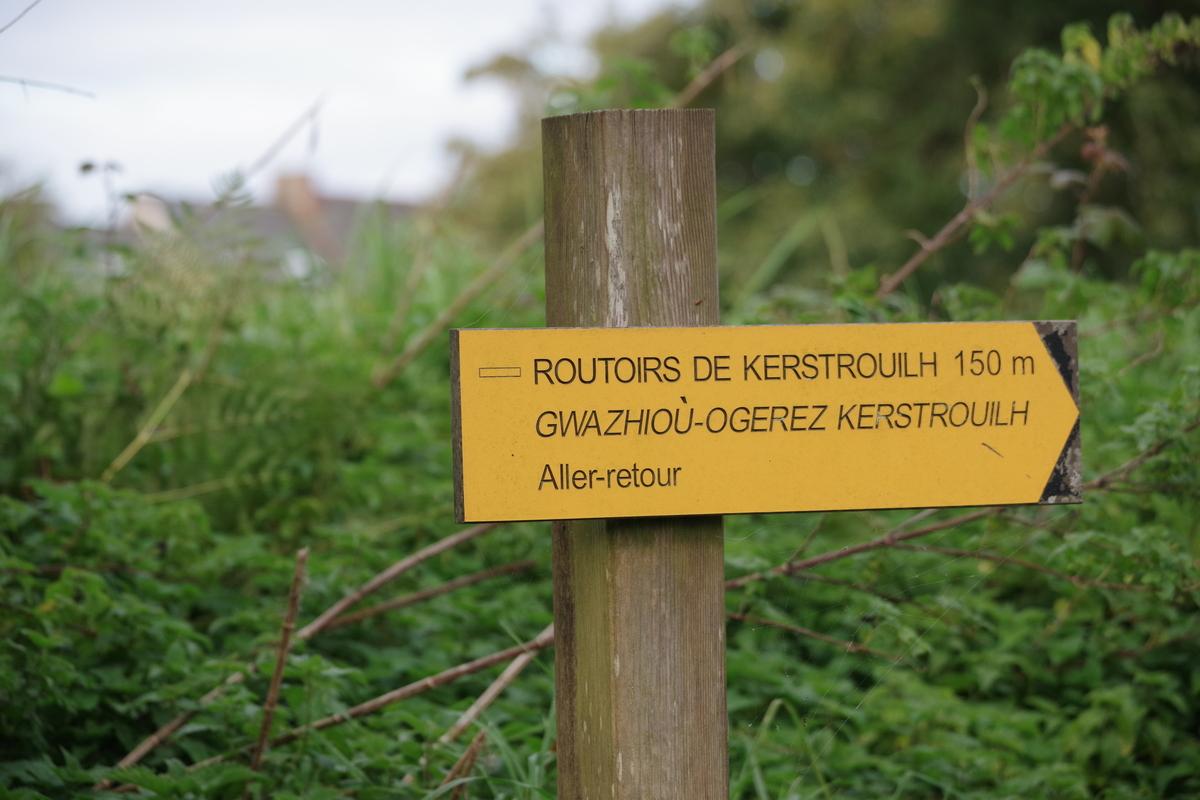 ROUTOIRS DE KERSTROUILH 150 m
GWAZHIOÙ-OGEREZ KERSTROUILH
Aller-retour